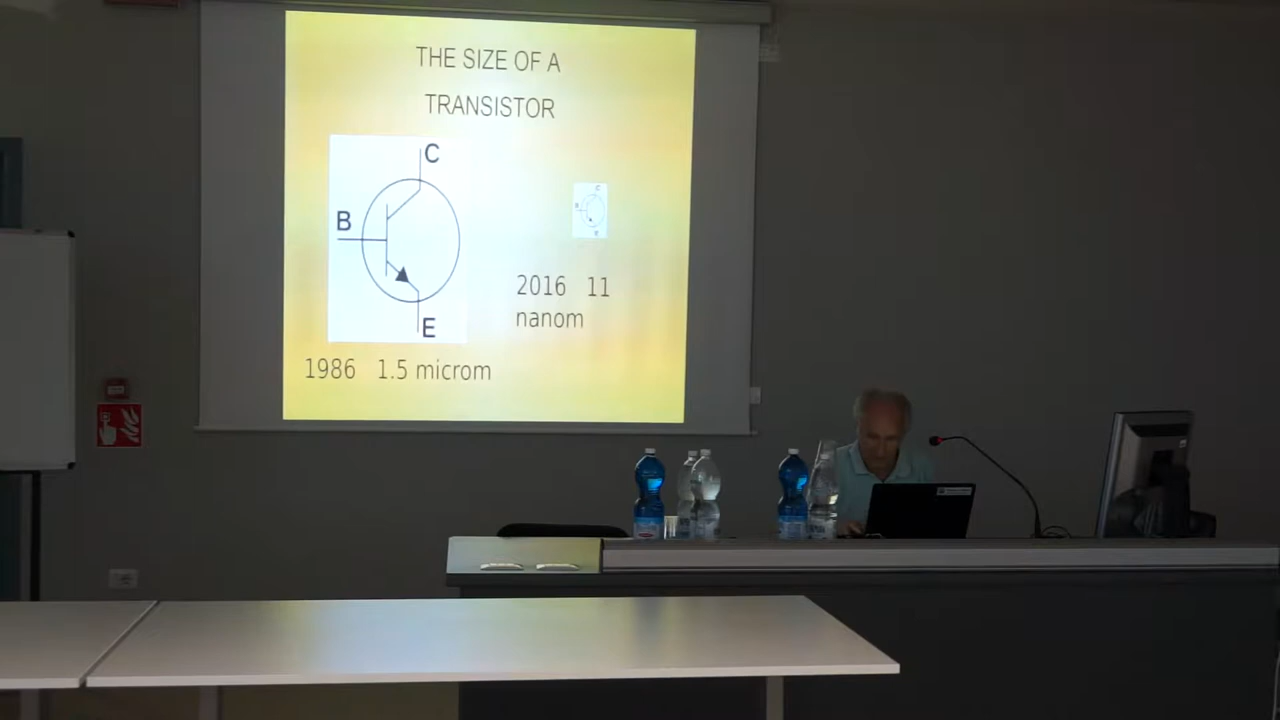 THE SIZE OF A
TRANSISTOR
C
B
E
1986 1.5 microm
C
B
E
2016 11
nanom